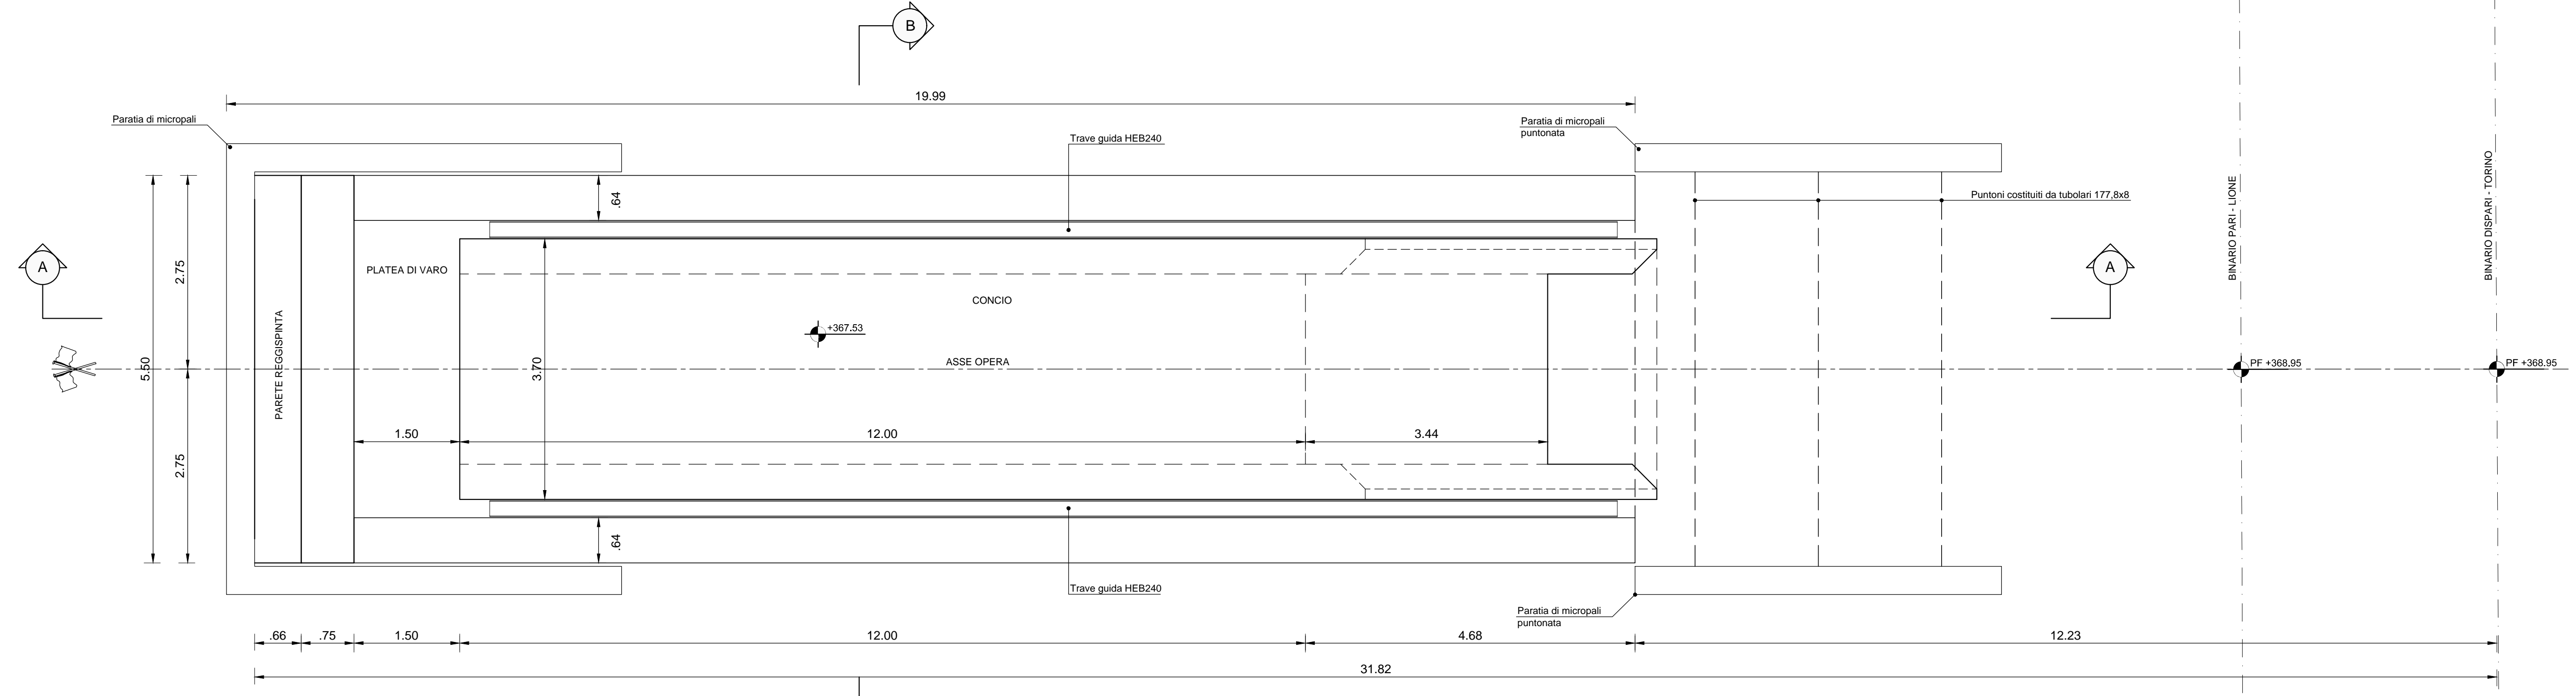 B
19.99
Paratia di micropali
Paratia di micropali
puntonata
Trave guida HEB240
.64
Puntoni costituiti da tubolari 177,8x8
BINARIO PARI - LIONE
BINARIO DISPARI - TORINO
A
A
2.75
PLATEA DI VARO
CONCIO
+367.53
PARETE REGGISPINTA
5.50
3.70
ASSE OPERA
PF +368.95
PF +368.95
1.50
12.00
3.44
2.75
.64
Trave guida HEB240
Paratia di micropali
puntonata
.66
.75
1.50
12.00
4.68
12.23
31.82